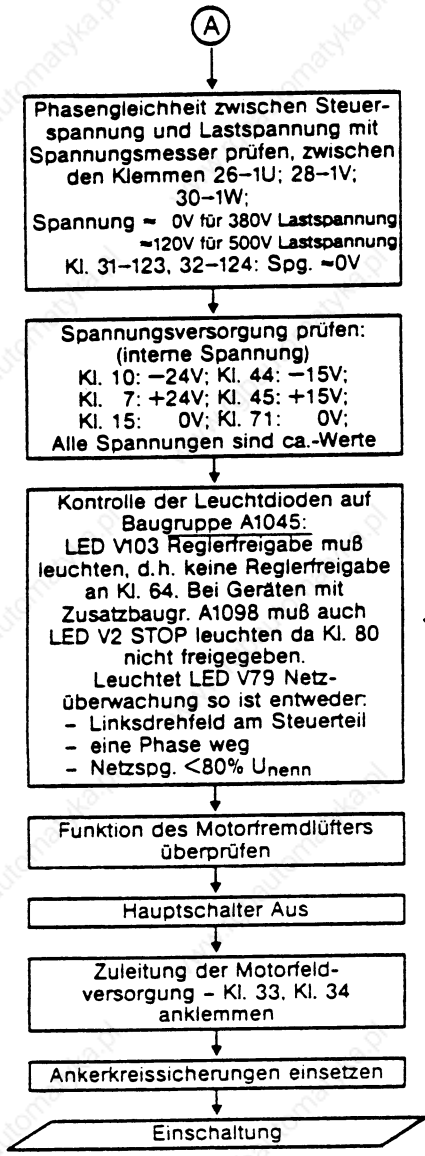 A
Phasengleichheit zwischen Steuer-
spannung und Lastspannung mit
Spannungsmesser prüfen, zwischen
den Klemmen 26–1U; 28–1V;
30–1W;
Spannung ≈ 0V für 380V Lastspannung
≈120V für 500V Lastspannung
Kl. 31–123, 32–124: Spg. ≈0V
Spannungsversorgung prüfen:
(interne Spannung)
Kl. 10: −24V; Kl. 44: −15V;
Kl. 7: +24V; Kl. 45: +15V;
Kl. 15: 0V; Kl. 71: 0V;
Alle Spannungen sind ca.-Werte
Kontrolle der Leuchtdioden auf
Baugruppe A1045:
LED V103 Reglerfreigabe muß
leuchten, d.h. keine Reglerfreigabe
an Kl. 64. Bei Geräten mit
Zusatzbaugr. A1098 muß auch
LED V2 STOP leuchten da Kl. 80
nicht freigegeben.
Leuchtet LED V79 Netz-
überwachung so ist entweder:
– Linksdrehfeld am Steuerteil
– eine Phase weg
– Netzspg. <80% Unenn
Funktion des Motorfremdlüfters
überprüfen
Hauptschalter Aus
Zuleitung der Motorfeld-
versorgung – Kl. 33, Kl. 34
anklemmen
Ankerkreissicherungen einsetzen
Einschaltung